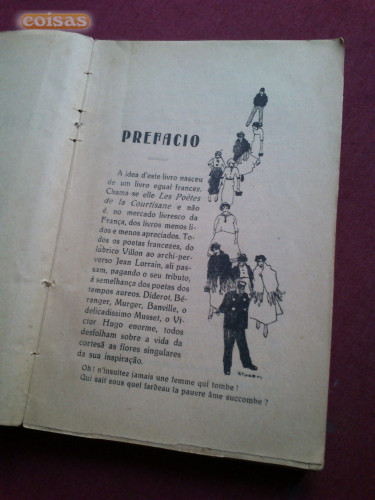 coisas
PREFACIO
A idea d'este livro nasceu
de um livro egual francez.
Chama-se elle Les Poétes
de la Courtisane e não
é, no mercado livresco da
França, dos livros menos li-
dos e menos apreciados. To-
dos os poetas francezes, do
lúbrico Villon ao archi-per-
verso Jean Lorrain, ali pas-
sam, pagando o seu tributo,
á semelhança dos poetas dos
tempos aureos. Diderot, Bé-
ranger, Murger, Banville, o
delicadissimo Musset, o Vi-
ctor Hugo enorme, todos
desfolham sobre a vida da
cortesã as flores singulares
da sua inspiração.
Oh! n'insultez jamais une femme qui tombe!
Qui sait sous quel fardeau la pauvre âme succombe?